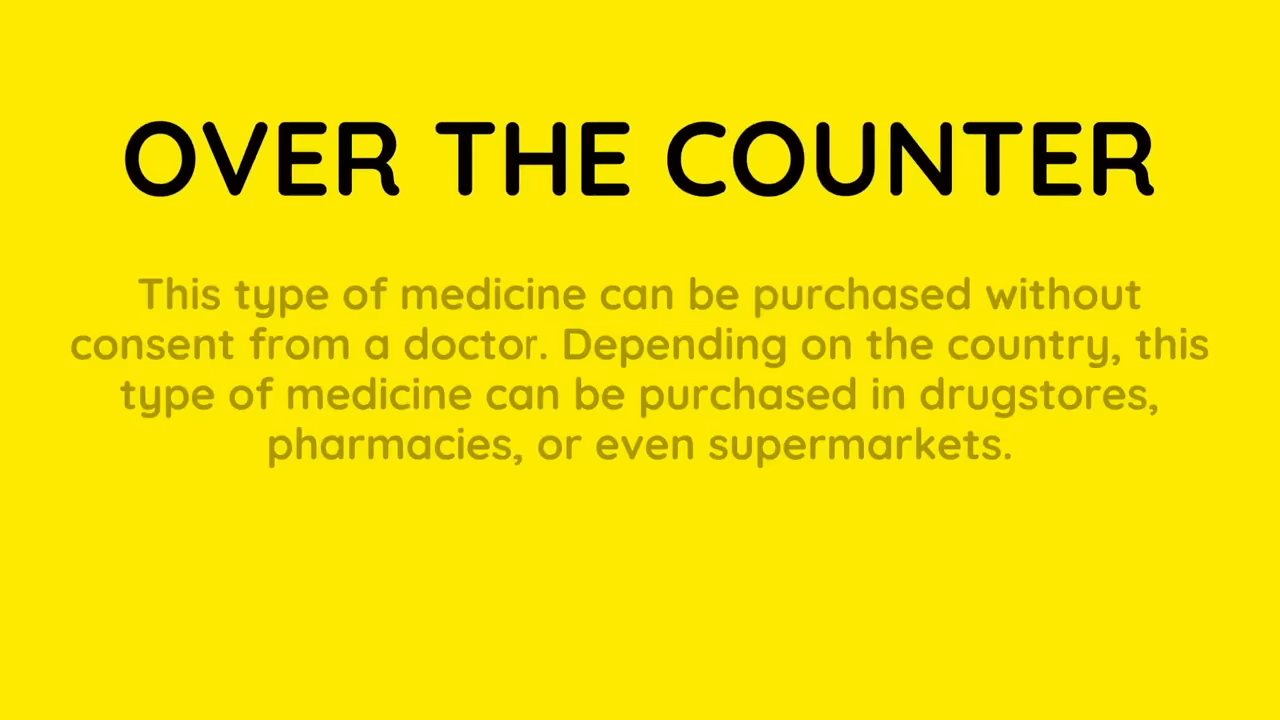 OVER THE COUNTER
This type of medicine can be purchased without
consent from a doctor. Depending on the country, this
type of medicine can be purchased in drugstores,
pharmacies, or even supermarkets.